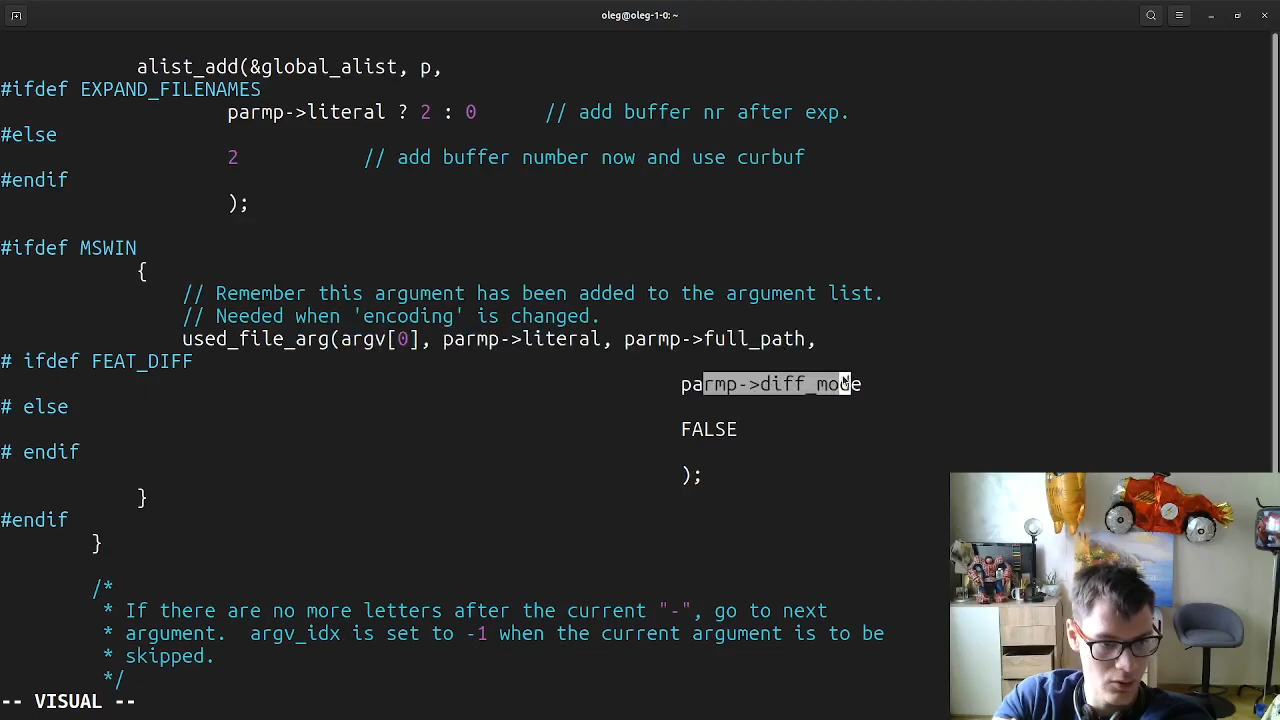 oleg@oleg-1-0: ~
alist_add(&global_alist, p,
#ifdef EXPAND_FILENAMES
parmp->literal ? 2 : 0 // add buffer nr after exp.
#else
2 // add buffer number now and use curbuf
#endif
);
#ifdef MSWIN
{
// Remember this argument has been added to the argument list.
// Needed when 'encoding' is changed.
used_file_arg(argv[0], parmp->literal, parmp->full_path,
# ifdef FEAT_DIFF
parmp->diff_mode
# else
FALSE
# endif
);
}
#endif
}
/*
* If there are no more letters after the current "-", go to next
* argument.  argv_idx is set to -1 when the current argument is to be
* skipped.
*/
-- VISUAL --